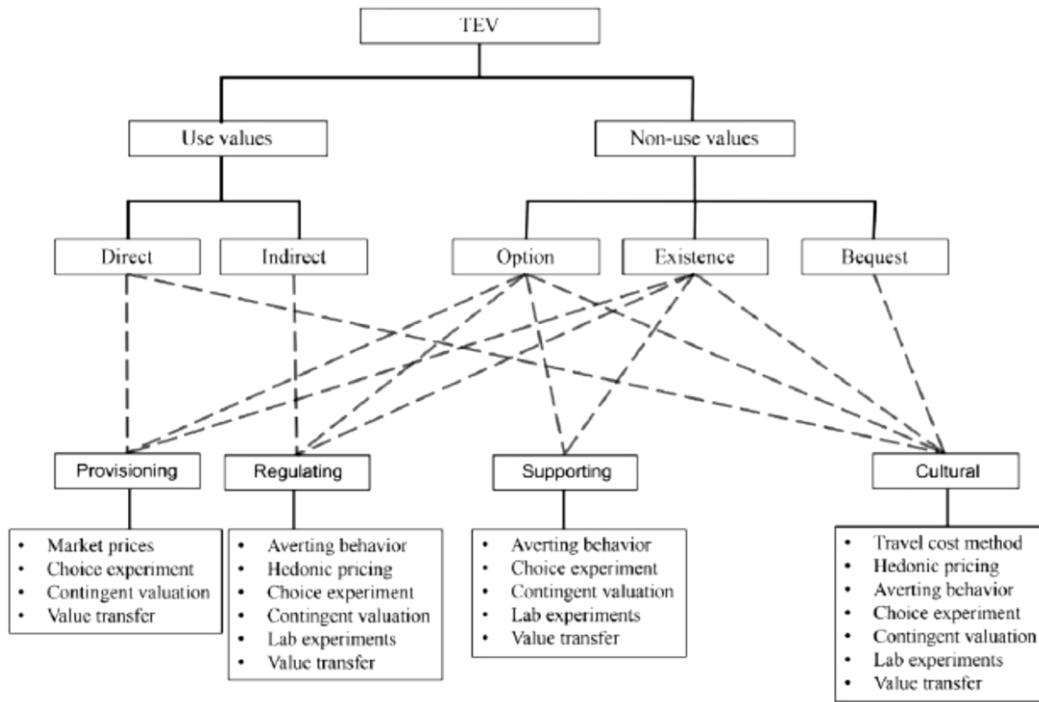 TEV
Use values
Non-use values
Direct
Indirect
Option
Existence
Bequest
Provisioning
Regulating
Supporting
Cultural
• Market prices
• Choice experiment
• Contingent valuation
• Value transfer
• Averting behavior
• Hedonic pricing
• Choice experiment
• Contingent valuation
• Lab experiments
• Value transfer
• Averting behavior
• Choice experiment
• Contingent valuation
• Lab experiments
• Value transfer
• Travel cost method
• Hedonic pricing
• Averting behavior
• Choice experiment
• Contingent valuation
• Lab experiments
• Value transfer